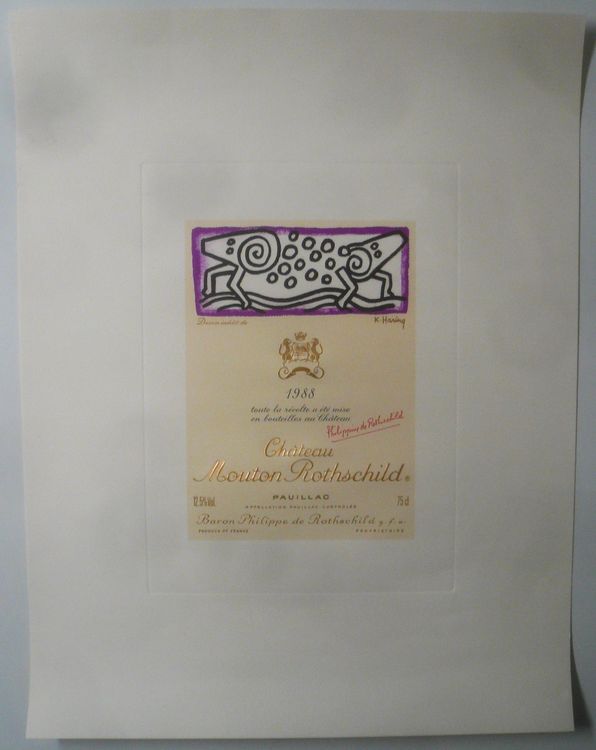 Dessin inédit de
K. Haring
1988
toute la récolte a été mise
en bouteilles au Château
Philippine de Rothschild
Château
Mouton Rothschild
PAUILLAC
APPELLATION PAUILLAC CONTRÔLÉE
12.5% Vol.
75 cl
Baron Philippe de Rothschild g.f.a.
PRODUCE OF FRANCE
PROPRIÉTAIRE